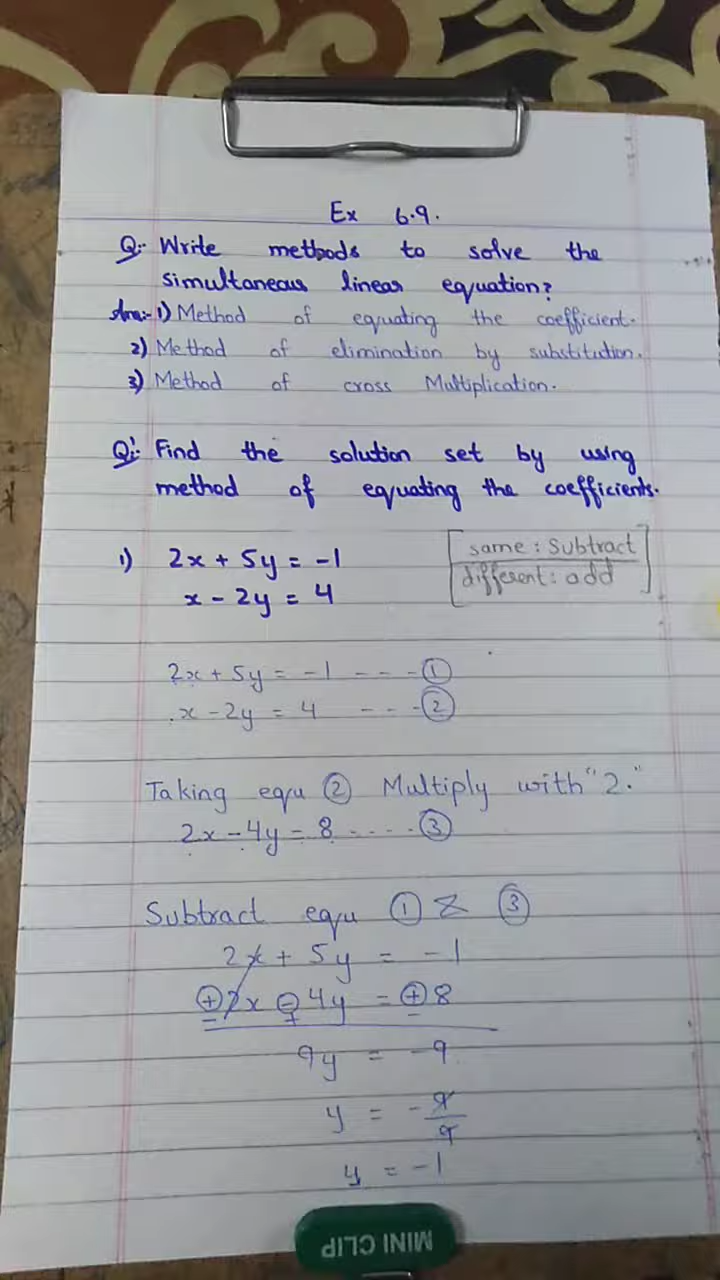 Ex 6.9.
Q:- Write methods to solve the
simultaneous linear equation?
Ans:- 1) Method of equating the coefficient.
2) Method of elimination by substitution.
3) Method of cross Multiplication.
Q:- Find the solution set by using
method of equating the coefficients.
1) 2x + 5y = -1
x - 2y = 4
same : Subtract
different : add
2x + 5y = -1 --- ①
x - 2y = 4 --- ②
Taking equ ② Multiply with "2."
2x - 4y = 8 ---- ③
Subtract equ ① & ③
2x + 5y = -1
⊕2x ⊖ 4y = ⊕ 8
- + -
9y = -9
y = -9/9
y = -1
MINI CLIP